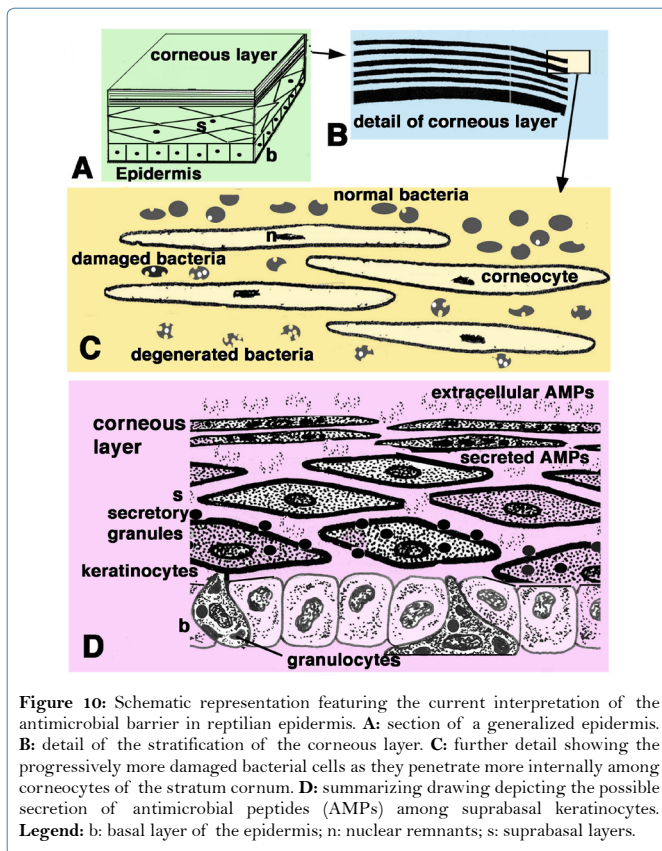 corneous layer
s
b
A
Epidermis
B
detail of corneous layer
normal bacteria
n
damaged bacteria
corneocyte
C
degenerated bacteria
extracellular AMPs
corneous
layer
secreted AMPs
s
secretory
granules
keratinocytes
b
D
granulocytes
Figure 10: Schematic representation featuring the current interpretation of the
antimicrobial barrier in reptilian epidermis. A: section of a generalized epidermis.
B: detail of the stratification of the corneous layer. C: further detail showing the
progressively more damaged bacterial cells as they penetrate more internally among
corneocytes of the stratum cornum. D: summarizing drawing depicting the possible
secretion of antimicrobial peptides (AMPs) among suprabasal keratinocytes.
Legend: b: basal layer of the epidermis; n: nuclear remnants; s: suprabasal layers.